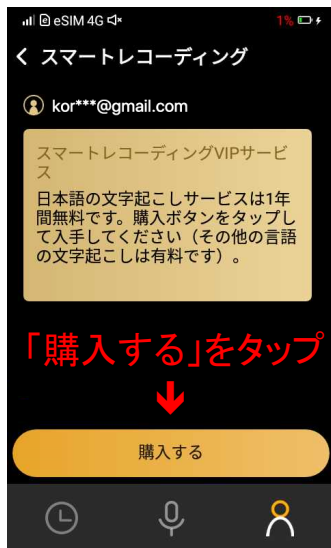 eSIM 4G 1%
スマートレコーディング
kor***@gmail.com
スマートレコーディングVIPサービ
ス
日本語の文字起こしサービスは1年
間無料です。購入ボタンをタップし
て入手してください（その他の言語
の文字起こしは有料です）。
「購入する」をタップ
購入する